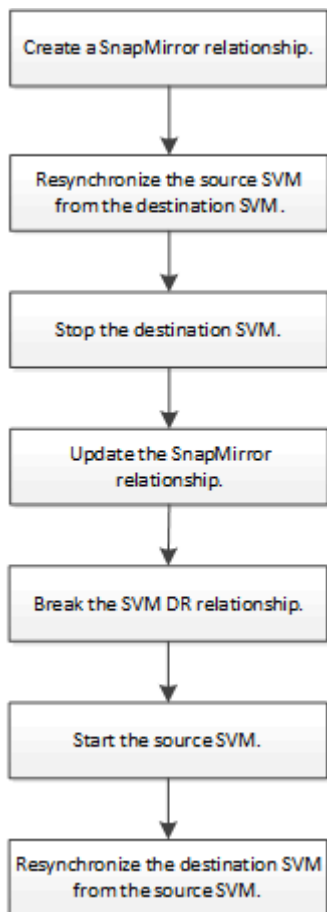 Create a SnapMirror relationship.
Resynchronize the source SVM
from the destination SVM.
Stop the destination SVM.
Update the SnapMirror
relationship.
Break the SVM DR relationship.
Start the source SVM.
Resynchronize the destination SVM
from the source SVM.